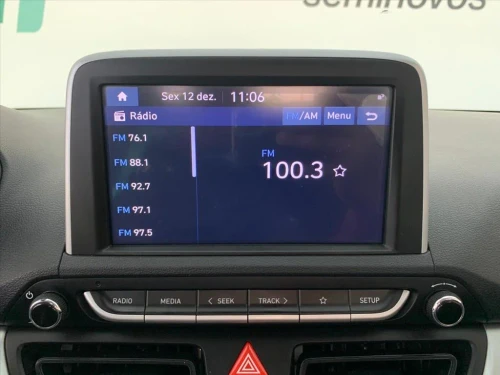 seminovos
Sex 12 dez. 11:06
Rádio FM/AM Menu
FM 76.1
FM 88.1
FM 92.7
FM 97.1
FM 97.5
FM
100.3
RADIO MEDIA < SEEK TRACK > SETUP